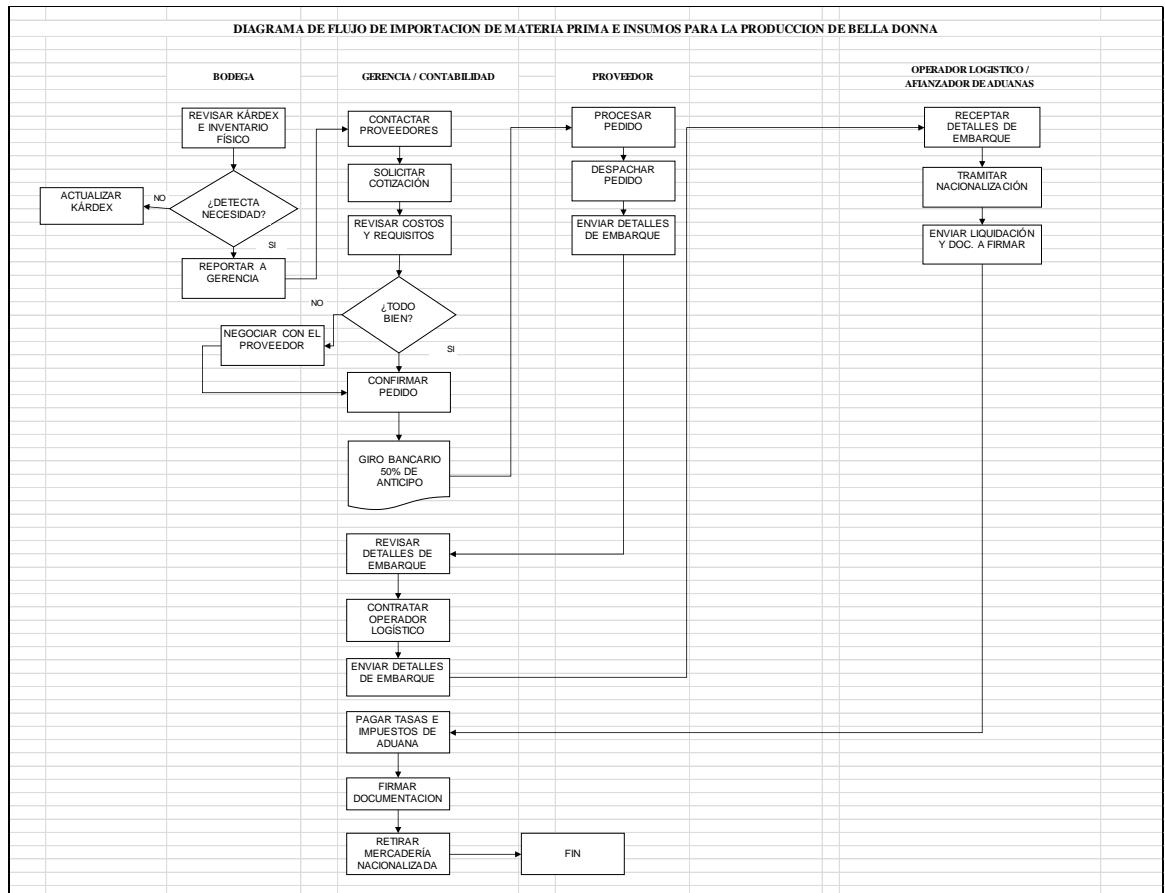 DIAGRAMA DE FLUJO DE IMPORTACION DE MATERIA PRIMA E INSUMOS PARA LA PRODUCCION DE BELLA DONNA
BODEGA
REVISAR KÁRDEX
E INVENTARIO
FÍSICO
¿DETECTA
NECESIDAD?
NO
ACTUALIZAR
KÁRDEX
SI
REPORTAR A
GERENCIA
GERENCIA / CONTABILIDAD
CONTACTAR
PROVEEDORES
SOLICITAR
COTIZACIÓN
REVISAR COSTOS
Y REQUISITOS
¿TODO
BIEN?
NO
NEGOCIAR CON EL
PROVEEDOR
SI
CONFIRMAR
PEDIDO
GIRO BANCARIO
50% DE
ANTICIPO
PROVEEDOR
PROCESAR
PEDIDO
DESPACHAR
PEDIDO
ENVIAR DETALLES
DE EMBARQUE
REVISAR
DETALLES DE
EMBARQUE
CONTRATAR
OPERADOR
LOGÍSTICO
ENVIAR DETALLES
DE EMBARQUE
OPERADOR LOGISTICO /
AFIANZADOR DE ADUANAS
RECEPTAR
DETALLES DE
EMBARQUE
TRAMITAR
NACIONALIZACIÓN
ENVIAR LIQUIDACIÓN
Y DOC. A FIRMAR
PAGAR TASAS E
IMPUESTOS DE
ADUANA
FIRMAR
DOCUMENTACION
RETIRAR
MERCADERÍA
NACIONALIZADA
FIN